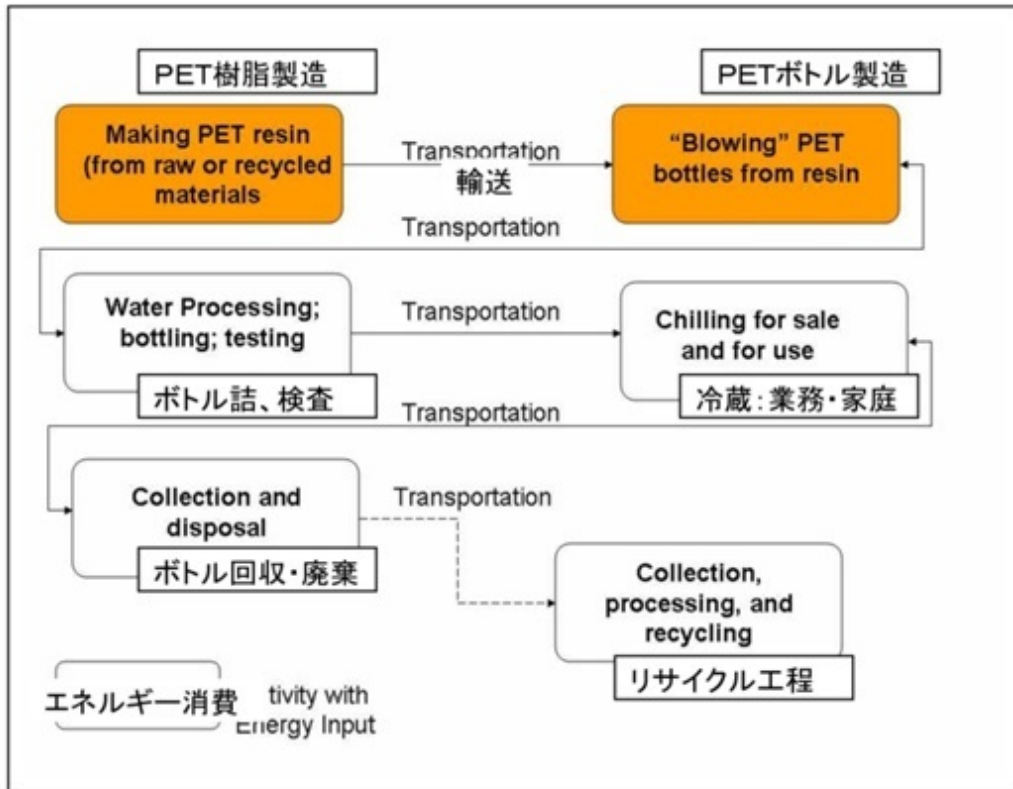 PET樹脂製造
PETボトル製造
Making PET resin
(from raw or recycled
materials
Transportation
輸送
“Blowing” PET
bottles from resin
Transportation
Water Processing;
bottling; testing
ボトル詰、検査
Transportation
Chilling for sale
and for use
冷蔵：業務・家庭
Transportation
Collection and
disposal
ボトル回収・廃棄
Transportation
Collection,
processing, and
recycling
リサイクル工程
エネルギー消費
tivity with
Energy Input